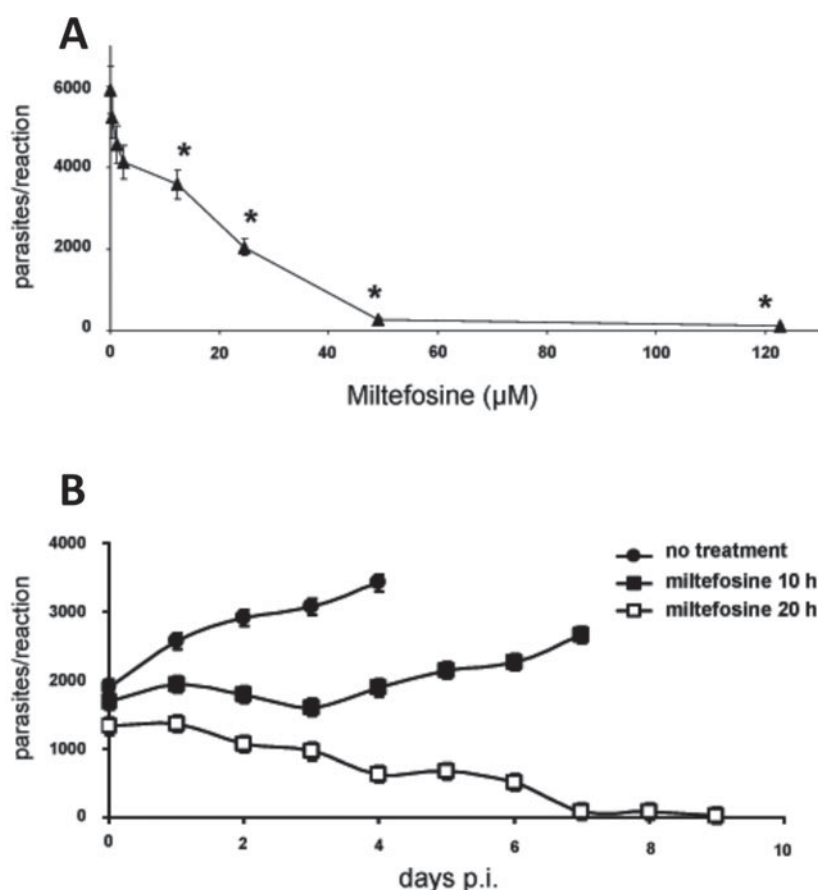 A
parasites/reaction
6000
4000
2000
0
* * * *
0 20 40 60 80 100 120
Miltefosine (µM)
B
parasites/reaction
4000
3000
2000
1000
0
no treatment
miltefosine 10 h
miltefosine 20 h
0 2 4 6 8 10
days p.i.